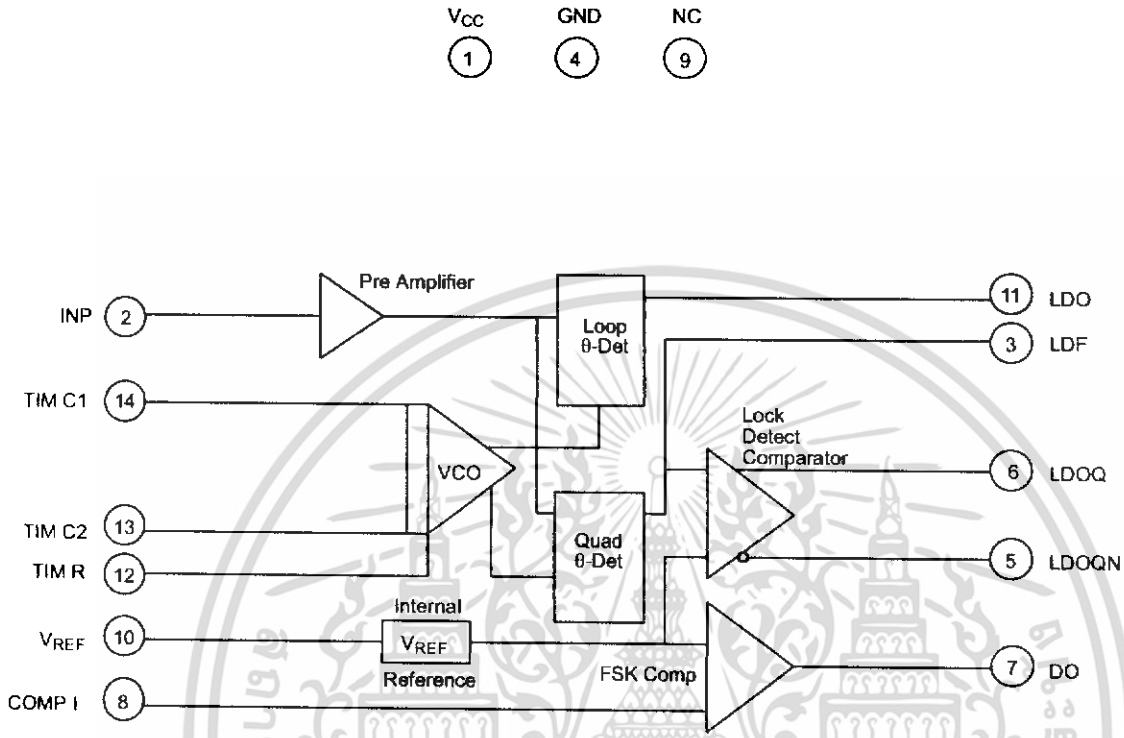 VCC GND NC
1 4 9
Pre Amplifier
INP 2
Loop
θ-Det
11 LDO
3 LDF
TIM C1 14
VCO
Lock
Detect
Comparator
6 LDOQ
TIM C2 13
Quad
θ-Det
5 LDOQN
TIM R 12
Internal
VREF 10
VREF
Reference
FSK Comp
7 DO
COMP I 8